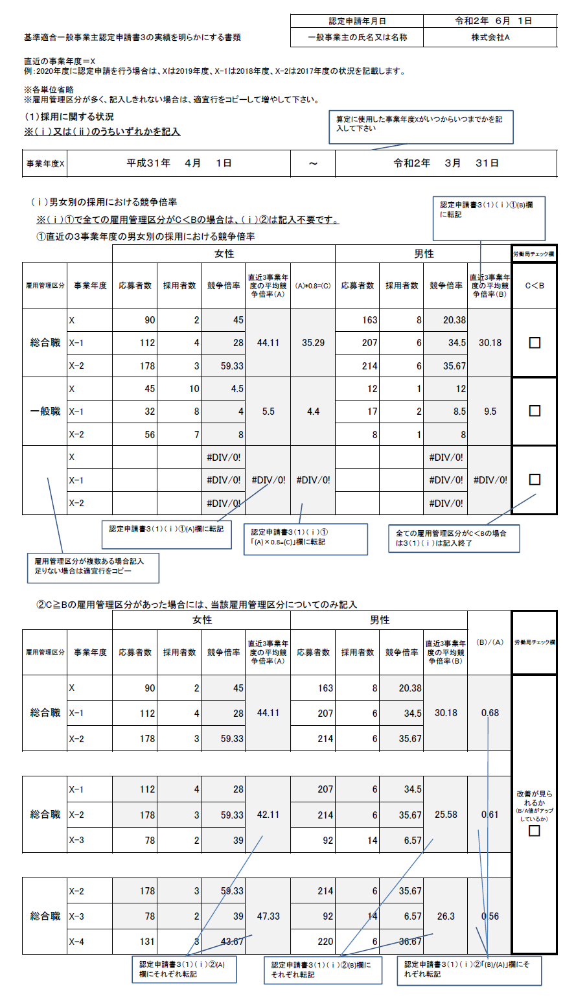 認定申請年月日 令和2年 6月 1日
基準適合一般事業主認定申請書3の実績を明らかにする書類
一般事業主の氏名又は名称 株式会社A
直近の事業年度＝X
例：2020年度に認定申請を行う場合は、Xは2019年度、X-1は2018年度、X-2は2017年度の状況を記載します。
※各単位省略
※雇用管理区分が多く、記入しきれない場合は、適宜行をコピーして増やして下さい。
（1）採用に関する状況
※（ⅰ）又は（ⅱ）のうちいずれかを記入
算定に使用した事業年度Xがいつからいつまでかを記
入して下さい
事業年度X 平成31年 4月 1日 ～ 令和2年 3月 31日
（ⅰ）男女別の採用における競争倍率
※（ⅰ）①で全ての雇用管理区分がC＜Bの場合は、（ⅰ）②は記入不要です。
①直近の3事業年度の男女別の採用における競争倍率
認定申請書3（1）（ⅰ）①(B)欄
に転記
女性 男性 労働局チェック欄
雇用管理区分 事業年度 応募者数 採用者数 競争倍率 直近3事業年度の平均競争倍率（A） (A)*0.8=(C) 応募者数 採用者数 競争倍率 直近3事業年度の平均競争倍率（B） C＜B
X 90 2 45 163 8 20.38
総合職 X-1 112 4 28 44.11 35.29 207 6 34.5 30.18 □
X-2 178 3 59.33 214 6 35.67
X 45 10 4.5 12 1 12
一般職 X-1 32 8 4 5.5 4.4 17 2 8.5 9.5 □
X-2 56 7 8 8 1 8
X #DIV/0! #DIV/0!
X-1 #DIV/0! #DIV/0! #DIV/0! #DIV/0! #DIV/0! □
X-2 #DIV/0! #DIV/0!
認定申請書3（1）（ⅰ）①(A)欄に転記
認定申請書3（1）（ⅰ）①
「(A)×0.8=(C)」欄に転記
全ての雇用管理区分がC＜Bの場合
は3（1）（ⅰ）は記入終了
雇用管理区分が複数ある場合記入
足りない場合は適宜行をコピー
②C≧Bの雇用管理区分があった場合には、当該雇用管理区分についてのみ記入
女性 男性
雇用管理区分 事業年度 応募者数 採用者数 競争倍率 直近3事業年度の平均競争倍率（A） 応募者数 採用者数 競争倍率 直近3事業年度の平均競争倍率（B） （B）/（A） 労働局チェック欄
X 90 2 45 163 8 20.38
総合職 X-1 112 4 28 44.11 207 6 34.5 30.18 0.68
X-2 178 3 59.33 214 6 35.67
X-1 112 4 28 207 6 34.5
総合職 X-2 178 3 59.33 42.11 214 6 35.67 25.58 0.61
X-3 78 2 39 92 14 6.57
改善が見ら
れるか
（B/A値がアップ
しているか）
□
X-2 178 3 59.33 214 6 35.67
総合職 X-3 78 2 39 47.33 92 14 6.57 26.3 0.56
X-4 131 3 43.67 220 6 36.67
認定申請書3（1）（ⅰ）②(A)
欄にそれぞれ転記
認定申請書3（1）（ⅰ）②(B)欄に
それぞれ転記
認定申請書3（1）（ⅰ）②「(B)/(A)」欄にそ
れぞれ転記